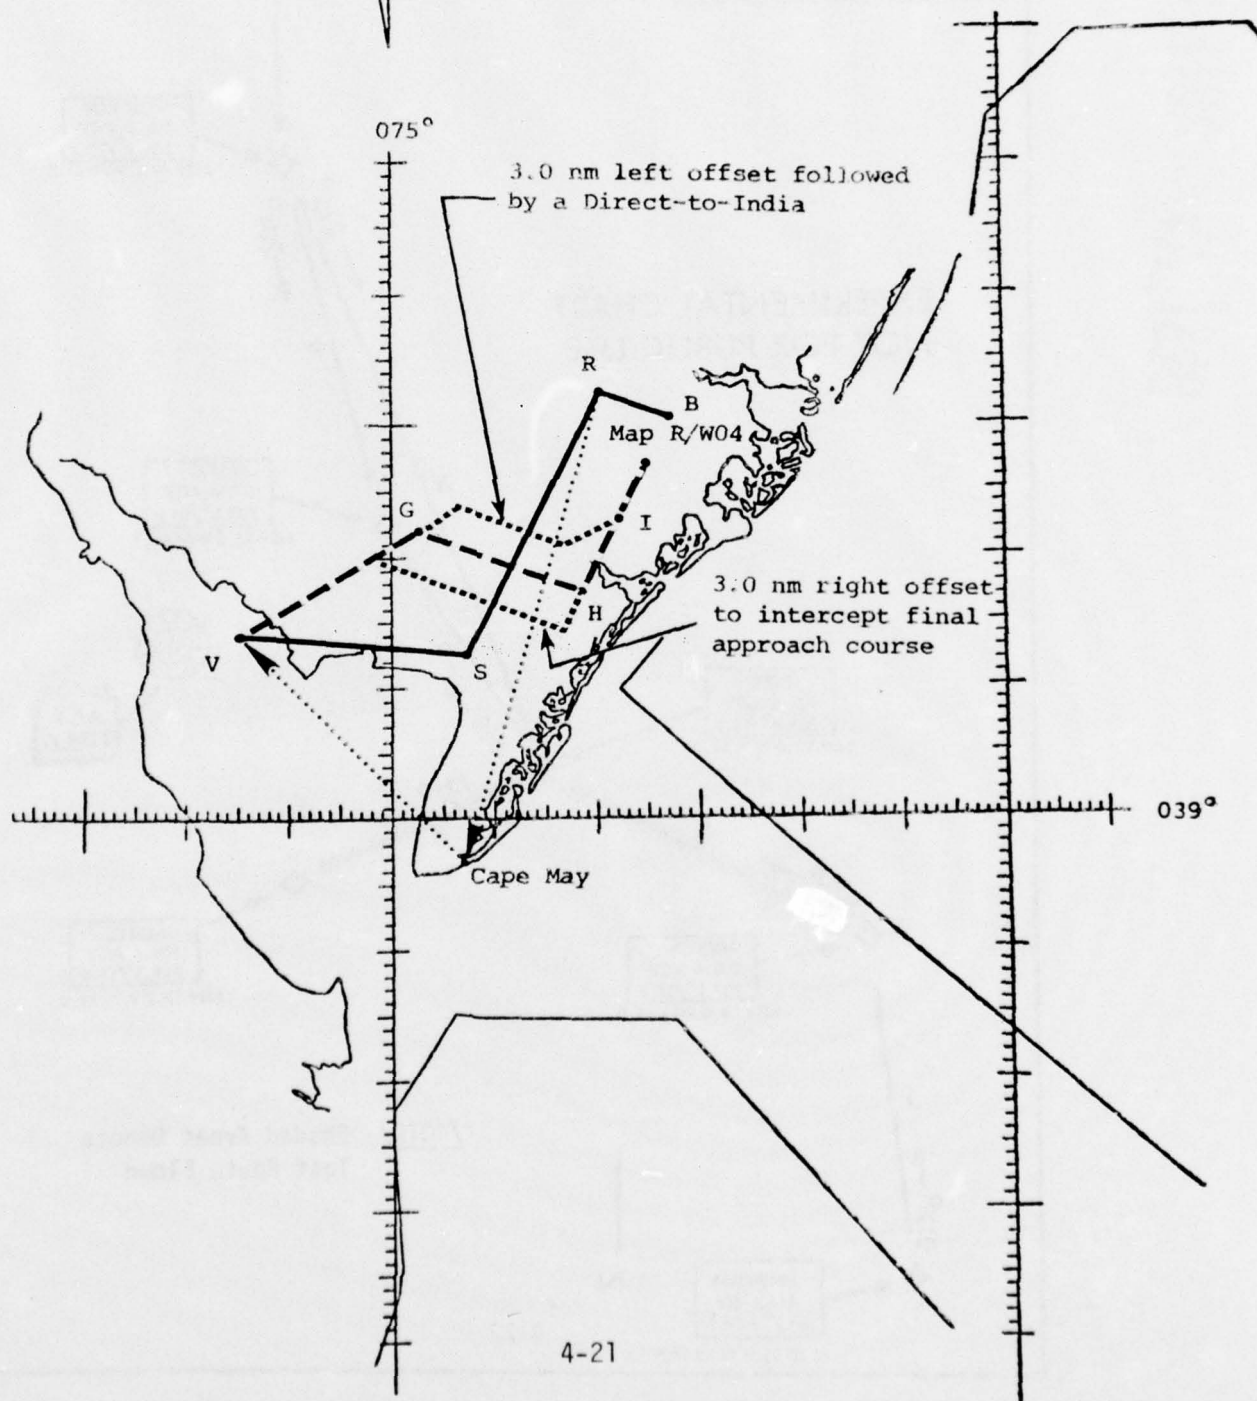 075°
3.0 nm left offset followed
by a Direct-to-India
R
B
Map R/W04
G
I
3.0 nm right offset
to intercept final
approach course
H
V
S
039°
Cape May
4-21